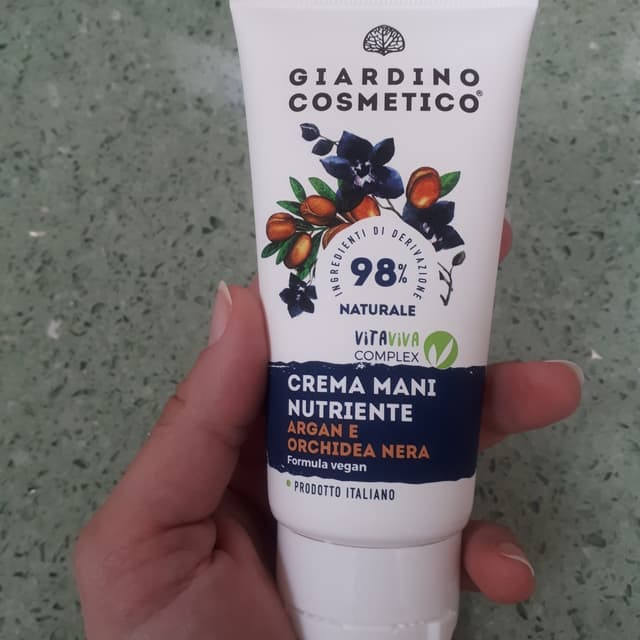 GIARDINO
COSMETICO®
INGREDIENTI DI DERIVAZIONE
98%
NATURALE
VITAVIVA
COMPLEX
CREMA MANI
NUTRIENTE
ARGAN E
ORCHIDEA NERA
Formula vegan
PRODOTTO ITALIANO